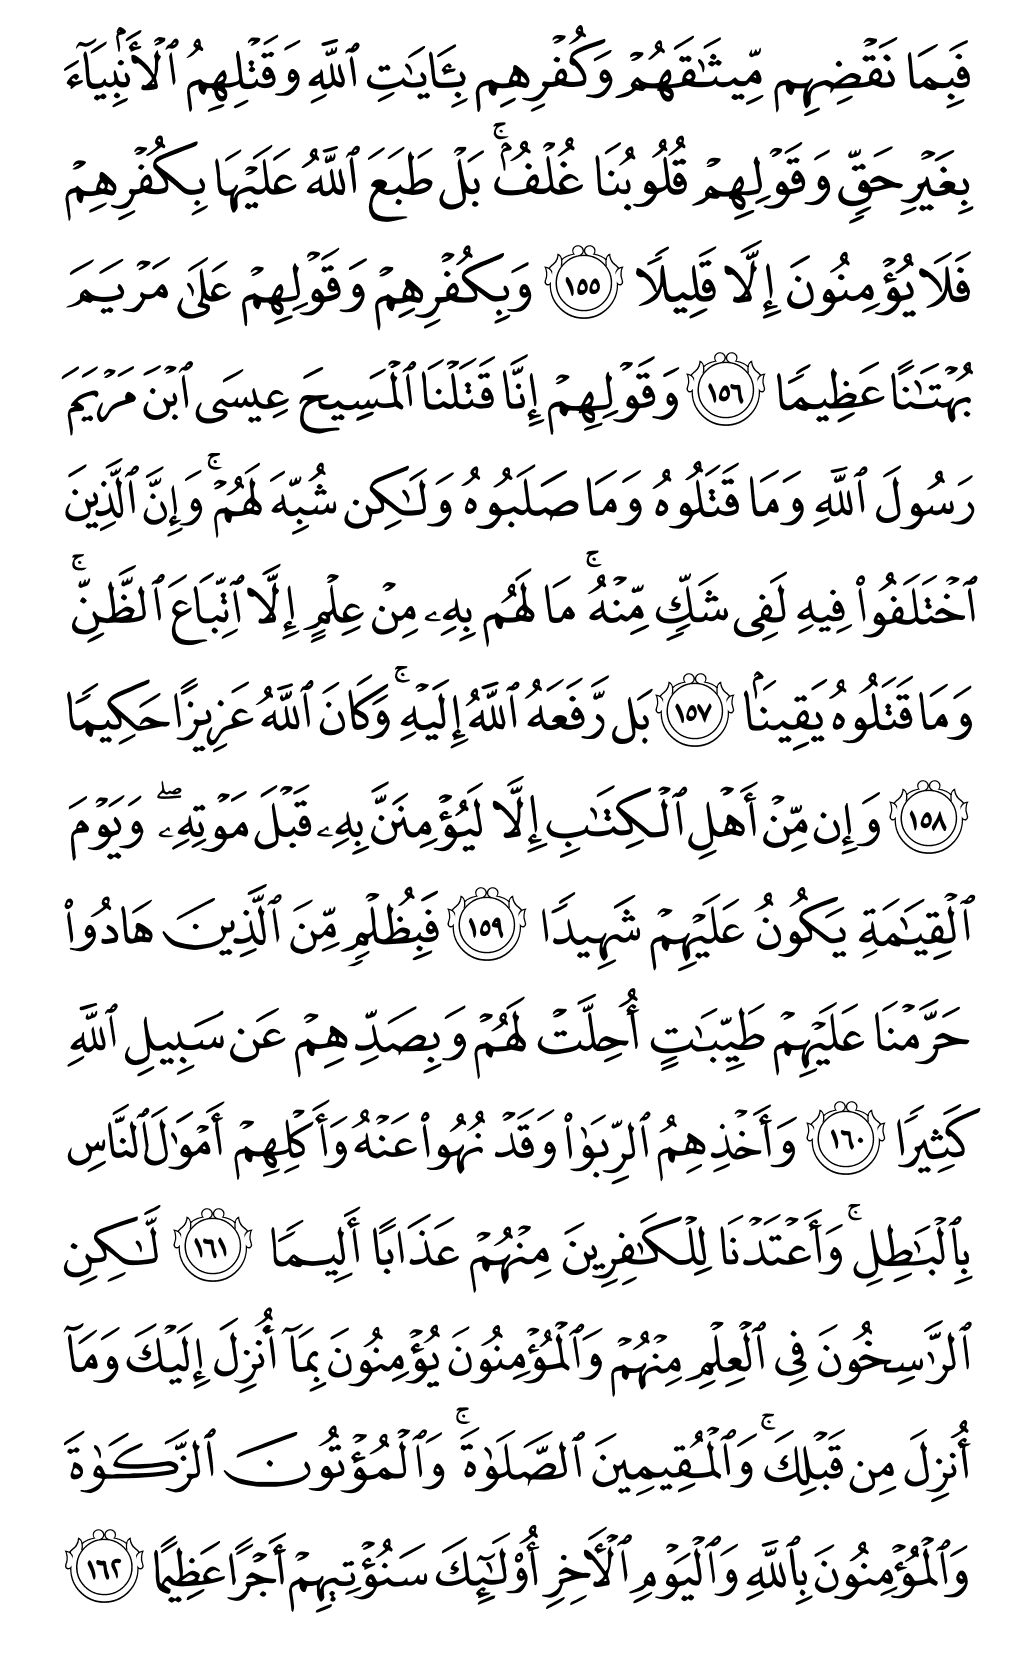 فَبِمَا نَقْضِهِم مِّيثَٰقَهُمْ وَكُفْرِهِم بِـَٔايَٰتِ ٱللَّهِ وَقَتْلِهِمُ ٱلْأَنۢبِيَآءَ
بِغَيْرِ حَقٍّ وَقَوْلِهِمْ قُلُوبُنَا غُلْفٌۢ ۚ بَلْ طَبَعَ ٱللَّهُ عَلَيْهَا بِكُفْرِهِمْ
فَلَا يُؤْمِنُونَ إِلَّا قَلِيلًا ١٥٥ وَبِكُفْرِهِمْ وَقَوْلِهِمْ عَلَىٰ مَرْيَمَ
بُهْتَٰنًا عَظِيمًا ١٥٦ وَقَوْلِهِمْ إِنَّا قَتَلْنَا ٱلْمَسِيحَ عِيسَى ٱبْنَ مَرْيَمَ
رَسُولَ ٱللَّهِ وَمَا قَتَلُوهُ وَمَا صَلَبُوهُ وَلَٰكِن شُبِّهَ لَهُمْ ۚ وَإِنَّ ٱلَّذِينَ
ٱخْتَلَفُوا۟ فِيهِ لَفِى شَكٍّ مِّنْهُ ۚ مَا لَهُم بِهِۦ مِنْ عِلْمٍ إِلَّا ٱتِّبَاعَ ٱلظَّنِّ ۚ
وَمَا قَتَلُوهُ يَقِينًۢا ١٥٧ بَل رَّفَعَهُ ٱللَّهُ إِلَيْهِ ۚ وَكَانَ ٱللَّهُ عَزِيزًا حَكِيمًا
١٥٨ وَإِن مِّنْ أَهْلِ ٱلْكِتَٰبِ إِلَّا لَيُؤْمِنَنَّ بِهِۦ قَبْلَ مَوْتِهِۦ ۖ وَيَوْمَ
ٱلْقِيَٰمَةِ يَكُونُ عَلَيْهِمْ شَهِيدًا ١٥٩ فَبِظُلْمٍ مِّنَ ٱلَّذِينَ هَادُوا۟
حَرَّمْنَا عَلَيْهِمْ طَيِّبَٰتٍ أُحِلَّتْ لَهُمْ وَبِصَدِّهِمْ عَن سَبِيلِ ٱللَّهِ
كَثِيرًا ١٦٠ وَأَخْذِهِمُ ٱلرِّبَوٰا۟ وَقَدْ نُهُوا۟ عَنْهُ وَأَكْلِهِمْ أَمْوَٰلَ ٱلنَّاسِ
بِٱلْبَٰطِلِ ۚ وَأَعْتَدْنَا لِلْكَٰفِرِينَ مِنْهُمْ عَذَابًا أَلِيمًا ١٦١ لَّٰكِنِ
ٱلرَّٰسِخُونَ فِى ٱلْعِلْمِ مِنْهُمْ وَٱلْمُؤْمِنُونَ يُؤْمِنُونَ بِمَآ أُنزِلَ إِلَيْكَ وَمَآ
أُنزِلَ مِن قَبْلِكَ ۚ وَٱلْمُقِيمِينَ ٱلصَّلَوٰةَ ۚ وَٱلْمُؤْتُونَ ٱلزَّكَوٰةَ
وَٱلْمُؤْمِنُونَ بِٱللَّهِ وَٱلْيَوْمِ ٱلْـَٔاخِرِ أُو۟لَٰٓئِكَ سَنُؤْتِيهِمْ أَجْرًا عَظِيمًا ١٦٢